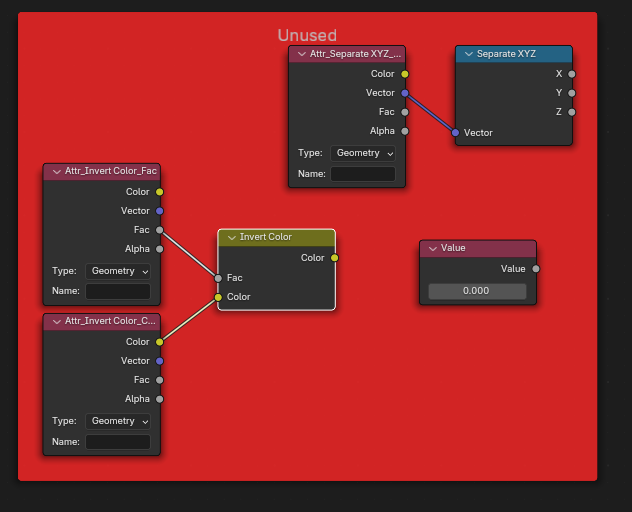 Unused
Attr_Separate XYZ_...
Color
Vector
Fac
Alpha
Type: Geometry
Name:
Separate XYZ
X
Y
Z
Vector
Attr_Invert Color_Fac
Color
Vector
Fac
Alpha
Type: Geometry
Name:
Invert Color
Color
Fac
Color
Value
Value
0.000
Attr_Invert Color_C...
Color
Vector
Fac
Alpha
Type: Geometry
Name: